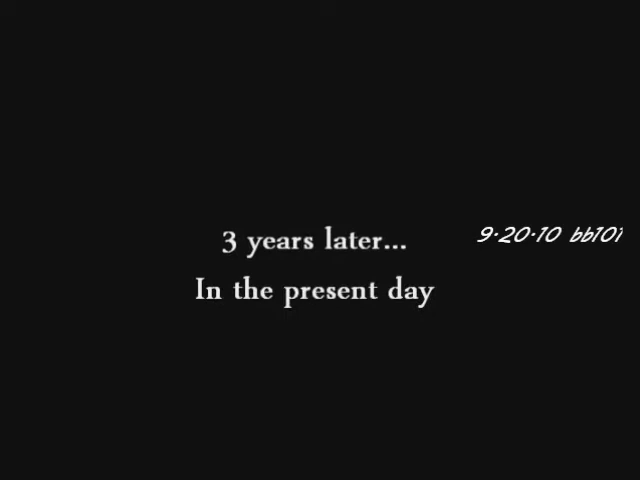 3 years later...
9•20•10 bb101
In the present day